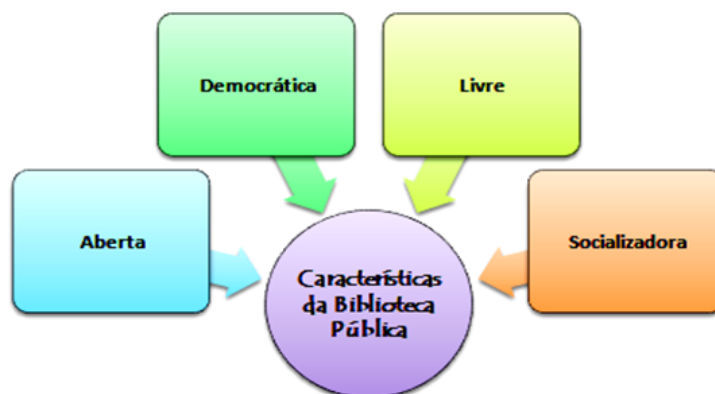 Democrática
Livre
Aberta
Socializadora
Características
da Biblioteca
Pública